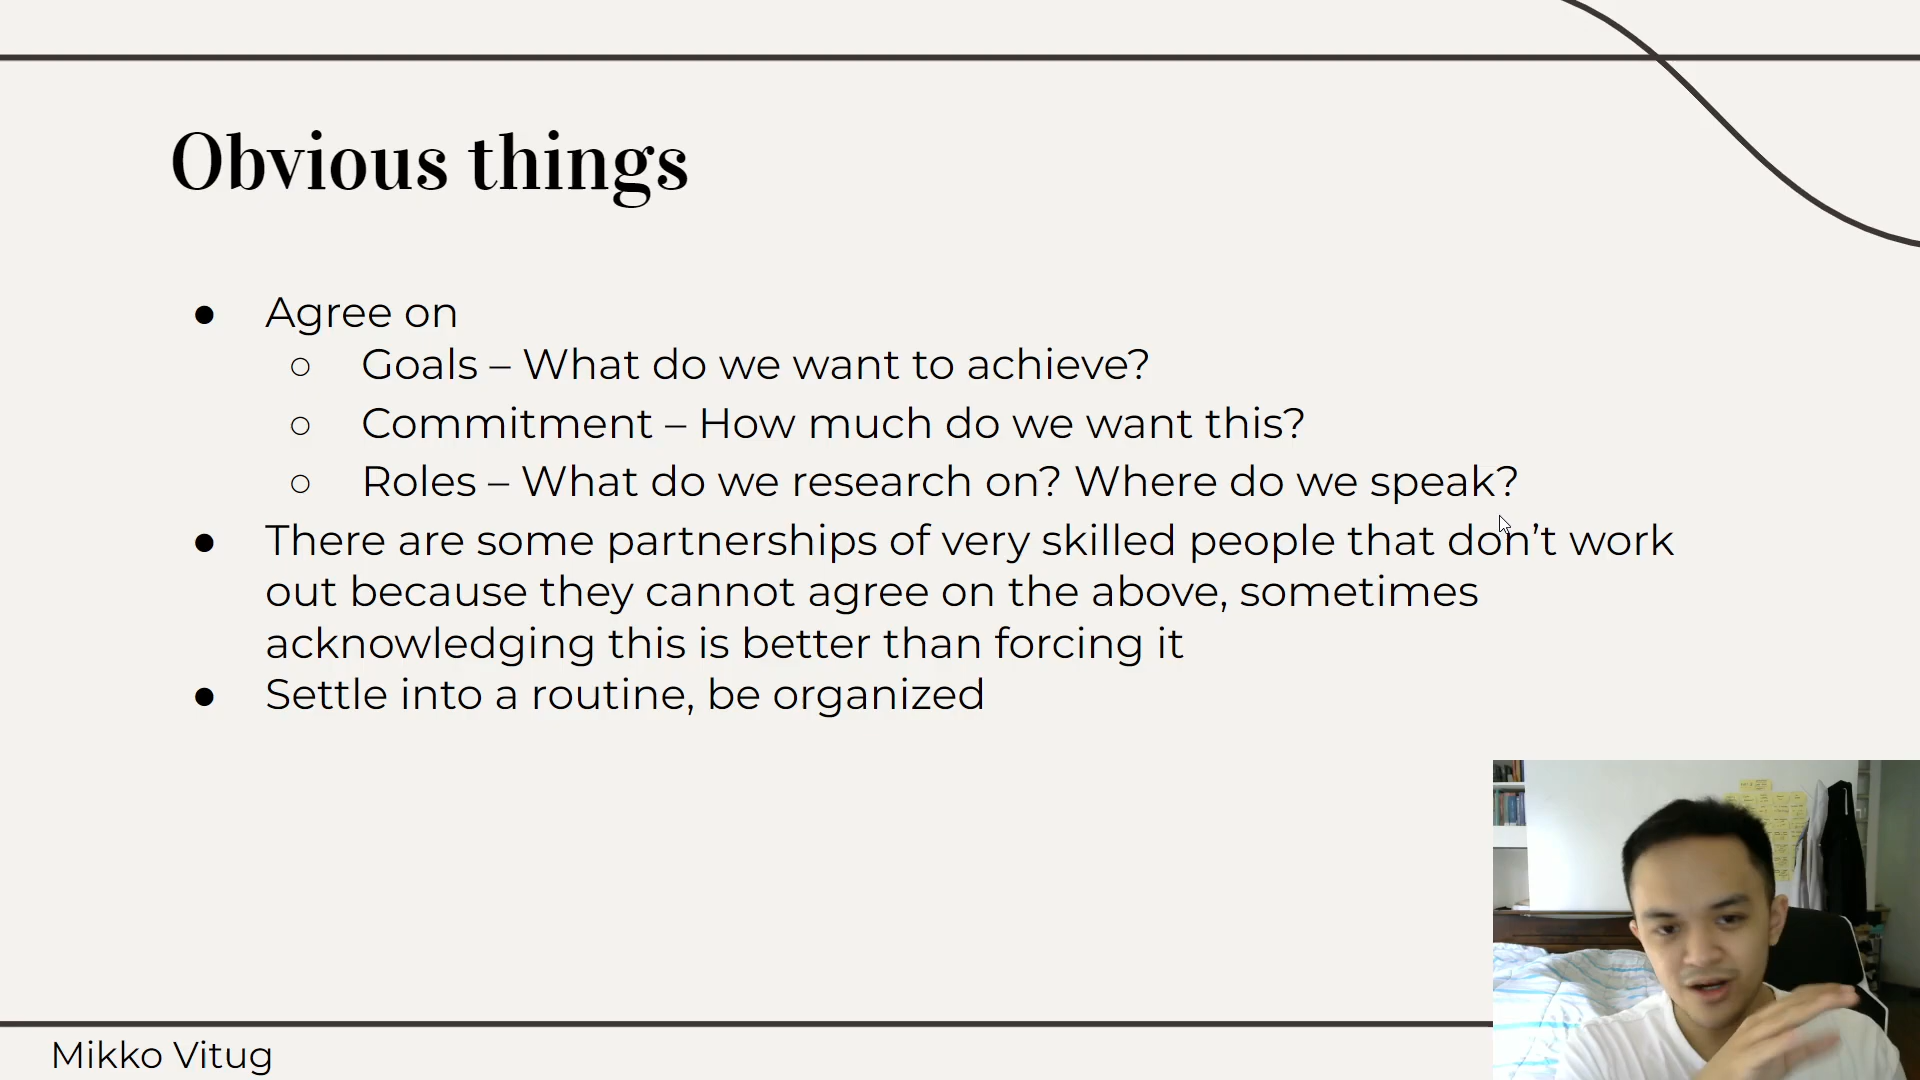 Obvious things
● Agree on
○ Goals – What do we want to achieve?
○ Commitment – How much do we want this?
○ Roles – What do we research on? Where do we speak?
● There are some partnerships of very skilled people that don’t work
out because they cannot agree on the above, sometimes
acknowledging this is better than forcing it
● Settle into a routine, be organized
Mikko Vitug